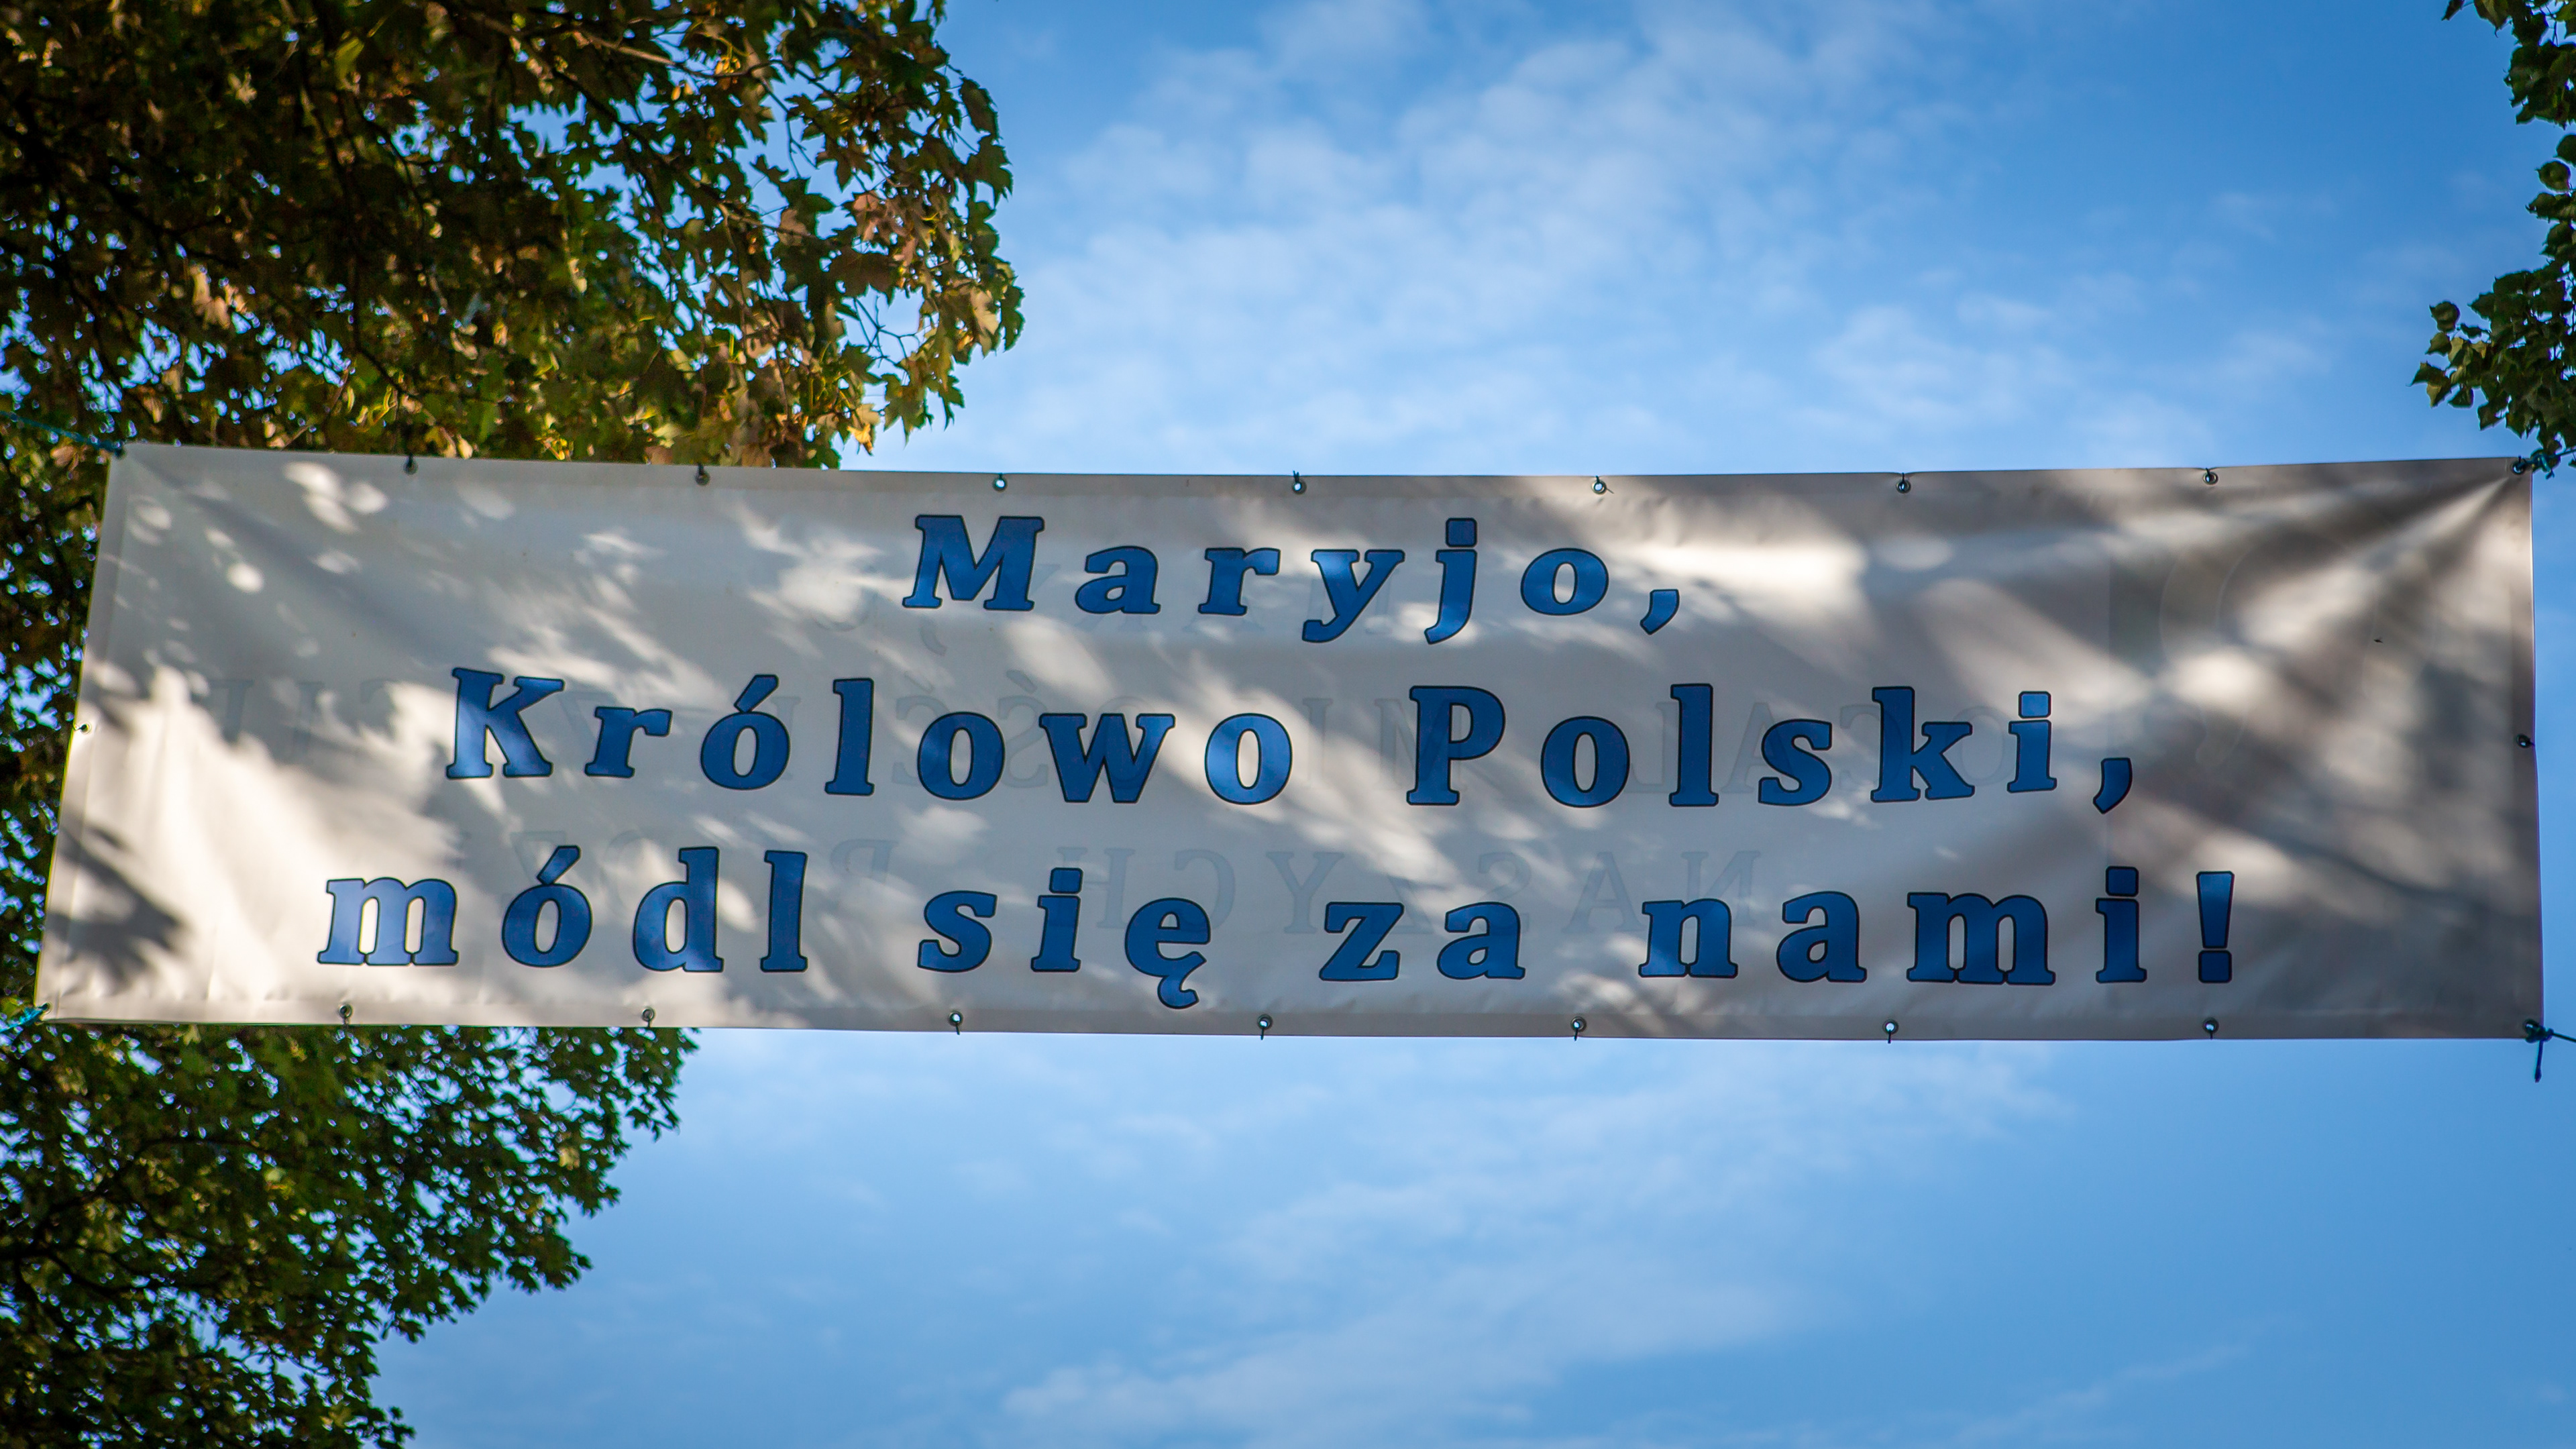 Maryjo,
Królowo Polski,
módl się za nami!